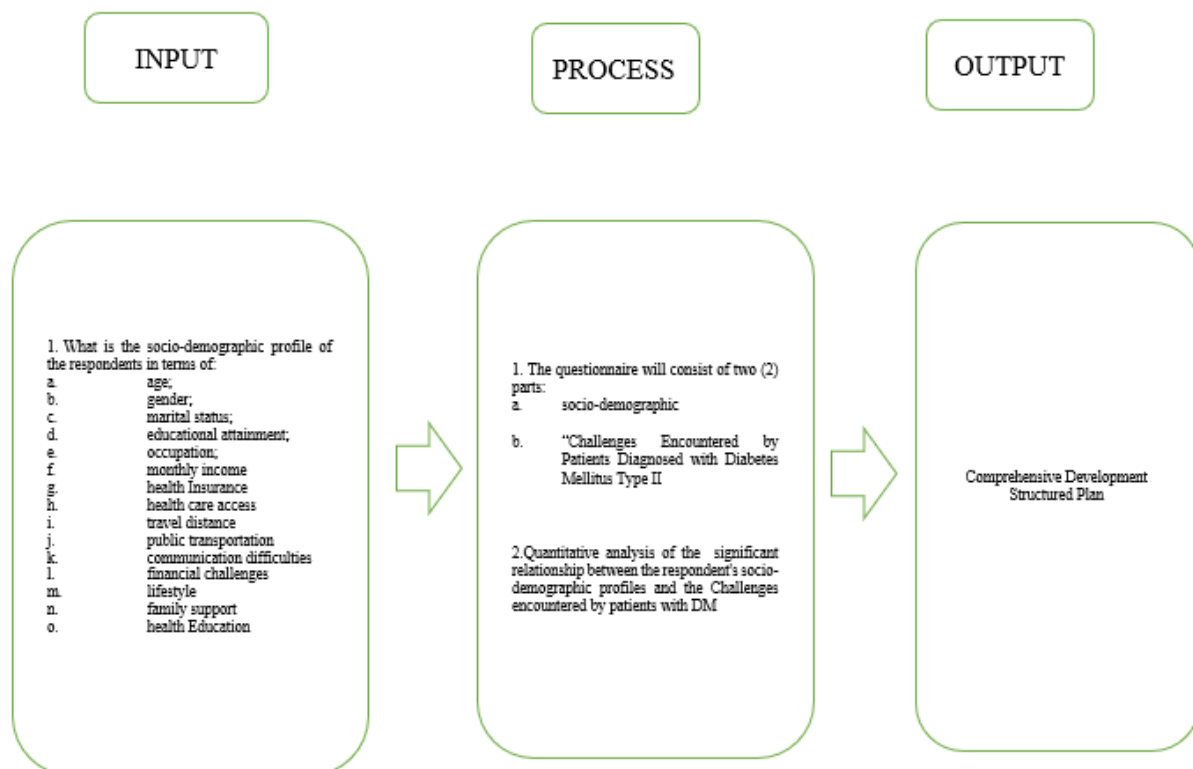 INPUT
PROCESS
OUTPUT
1. What is the socio-demographic profile of
the respondents in terms of:
a. age;
b. gender;
c. marital status;
d. educational attainment;
e. occupation;
f. monthly income
g. health Insurance
h. health care access
i. travel distance
j. public transportation
k. communication difficulties
l. financial challenges
m. lifestyle
n. family support
o. health Education
1. The questionnaire will consist of two (2)
parts:
a. socio-demographic
b. “Challenges Encountered by
Patients Diagnosed with Diabetes
Mellitus Type II
2.Quantitative analysis of the significant
relationship between the respondent's socio-
demographic profiles and the Challenges
encountered by patients with DM
Comprehensive Development
Structured Plan